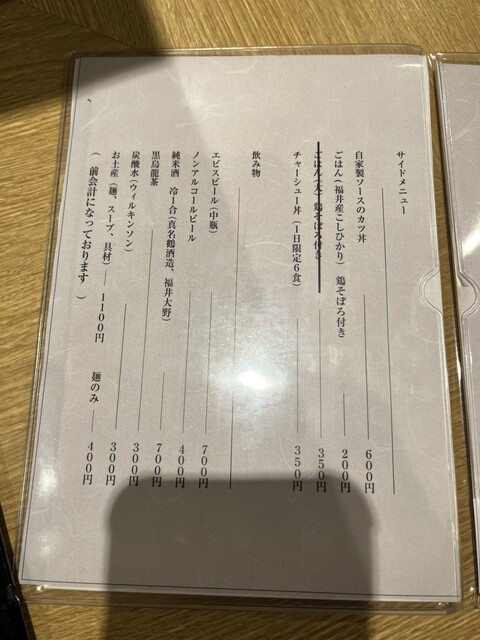 サイドメニュー
自家製ソースのカツ丼 600円
ごはん(福井産こしひかり) 鶏そぼろ付き 200円
ごはん(大)鶏そぼろ付き 350円
チャーシュー丼(1日限定6食) 350円
飲み物
ヱビスビール(中瓶) 700円
ノンアルコールビール 400円
純米酒 冷1合(真名鶴酒造、福井大野) 700円
黒烏龍茶 300円
炭酸水(ウィルキンソン) 300円
お土産(麺、スープ、具材) 1100円 麺のみ 400円
(前会計になっております)